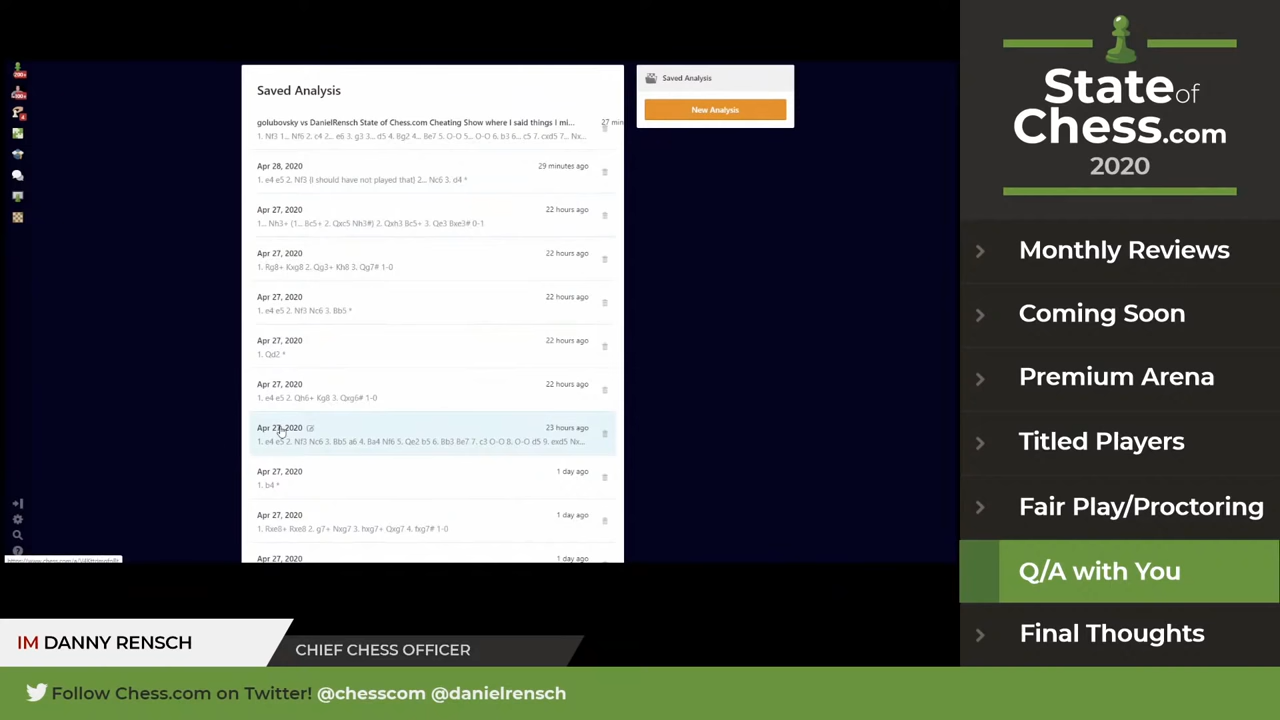 Saved Analysis
golubovsky vs DanielRensch State of Chess.com Cheating Show where I said things I mi... 27 min
1. Nf3 1... Nf6 2. c4 2... e6 3. g3 3... d5 4. Bg2 4... Be7 5. O-O 5... O-O 6. b3 6... c5 7. cxd5 7... Nx...
Apr 28, 2020 29 minutes ago
1. e4 e5 2. Nf3 {I should have not played that} 2... Nc6 3. d4 *
Apr 27, 2020 22 hours ago
1... Nh3+ (1... Bc5+ 2. Qxc5 Nh3#) 2. Qxh3 Bc5+ 3. Qe3 Bxe3# 0-1
Apr 27, 2020 22 hours ago
1. Rg8+ Kxg8 2. Qg3+ Kh8 3. Qg7# 1-0
Apr 27, 2020 22 hours ago
1. e4 e5 2. Nf3 Nc6 3. Bb5 *
Apr 27, 2020 22 hours ago
1. Qd2 *
Apr 27, 2020 22 hours ago
1. e4 e5 2. Qh6+ Kg8 3. Qxg6# 1-0
Apr 27, 2020 23 hours ago
1. e4 e5 2. Nf3 Nc6 3. Bb5 a6 4. Ba4 Nf6 5. Qe2 b5 6. Bb3 Be7 7. c3 O-O 8. O-O d5 9. exd5 Nx...
Apr 27, 2020 1 day ago
1. b4 *
Apr 27, 2020 1 day ago
1. Rxe8+ Rxe8 2. g7+ Nxg7 3. hxg7+ Qxg7 4. fxg7# 1-0
Apr 27, 2020 1 day ago
Saved Analysis
New Analysis
200+
100+
4
State of
Chess.com
2020
Monthly Reviews
Coming Soon
Premium Arena
Titled Players
Fair Play/Proctoring
Q/A with You
Final Thoughts
IM DANNY RENSCH
CHIEF CHESS OFFICER
Follow Chess.com on Twitter! @chesscom @danielrensch